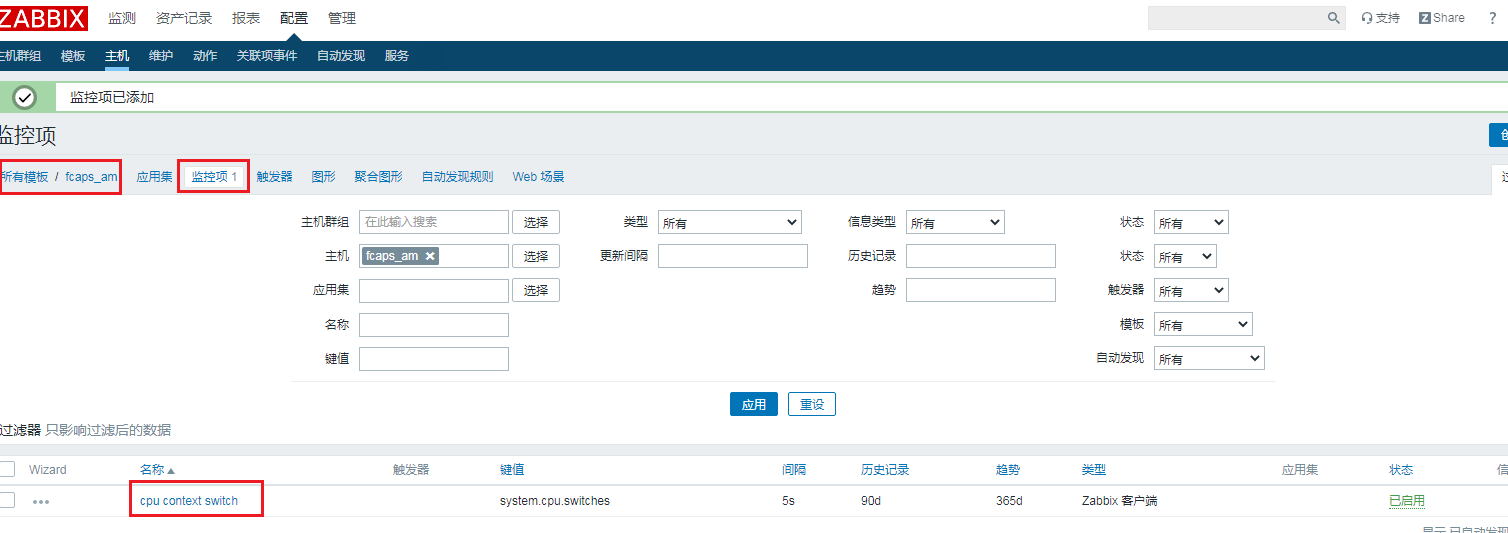 ZABBIX 监测 资产记录 报表 配置 管理 支持 Share ?
主机群组 模板 主机 维护 动作 关联项事件 自动发现 服务
监控项已添加
监控项
所有模板 / fcaps_am 应用集 监控项 1 触发器 图形 聚合图形 自动发现规则 Web 场景
主机群组 在此输入搜索 选择 类型 所有 信息类型 所有 状态 所有
主机 fcaps_am 选择 更新间隔 历史记录 状态 所有
应用集 选择 趋势 触发器 所有
名称 模板 所有
键值 自动发现 所有
应用 重设
过滤器 只影响过滤后的数据
Wizard 名称 触发器 键值 间隔 历史记录 趋势 类型 应用集 状态
cpu context switch system.cpu.switches 5s 90d 365d Zabbix 客户端 已启用